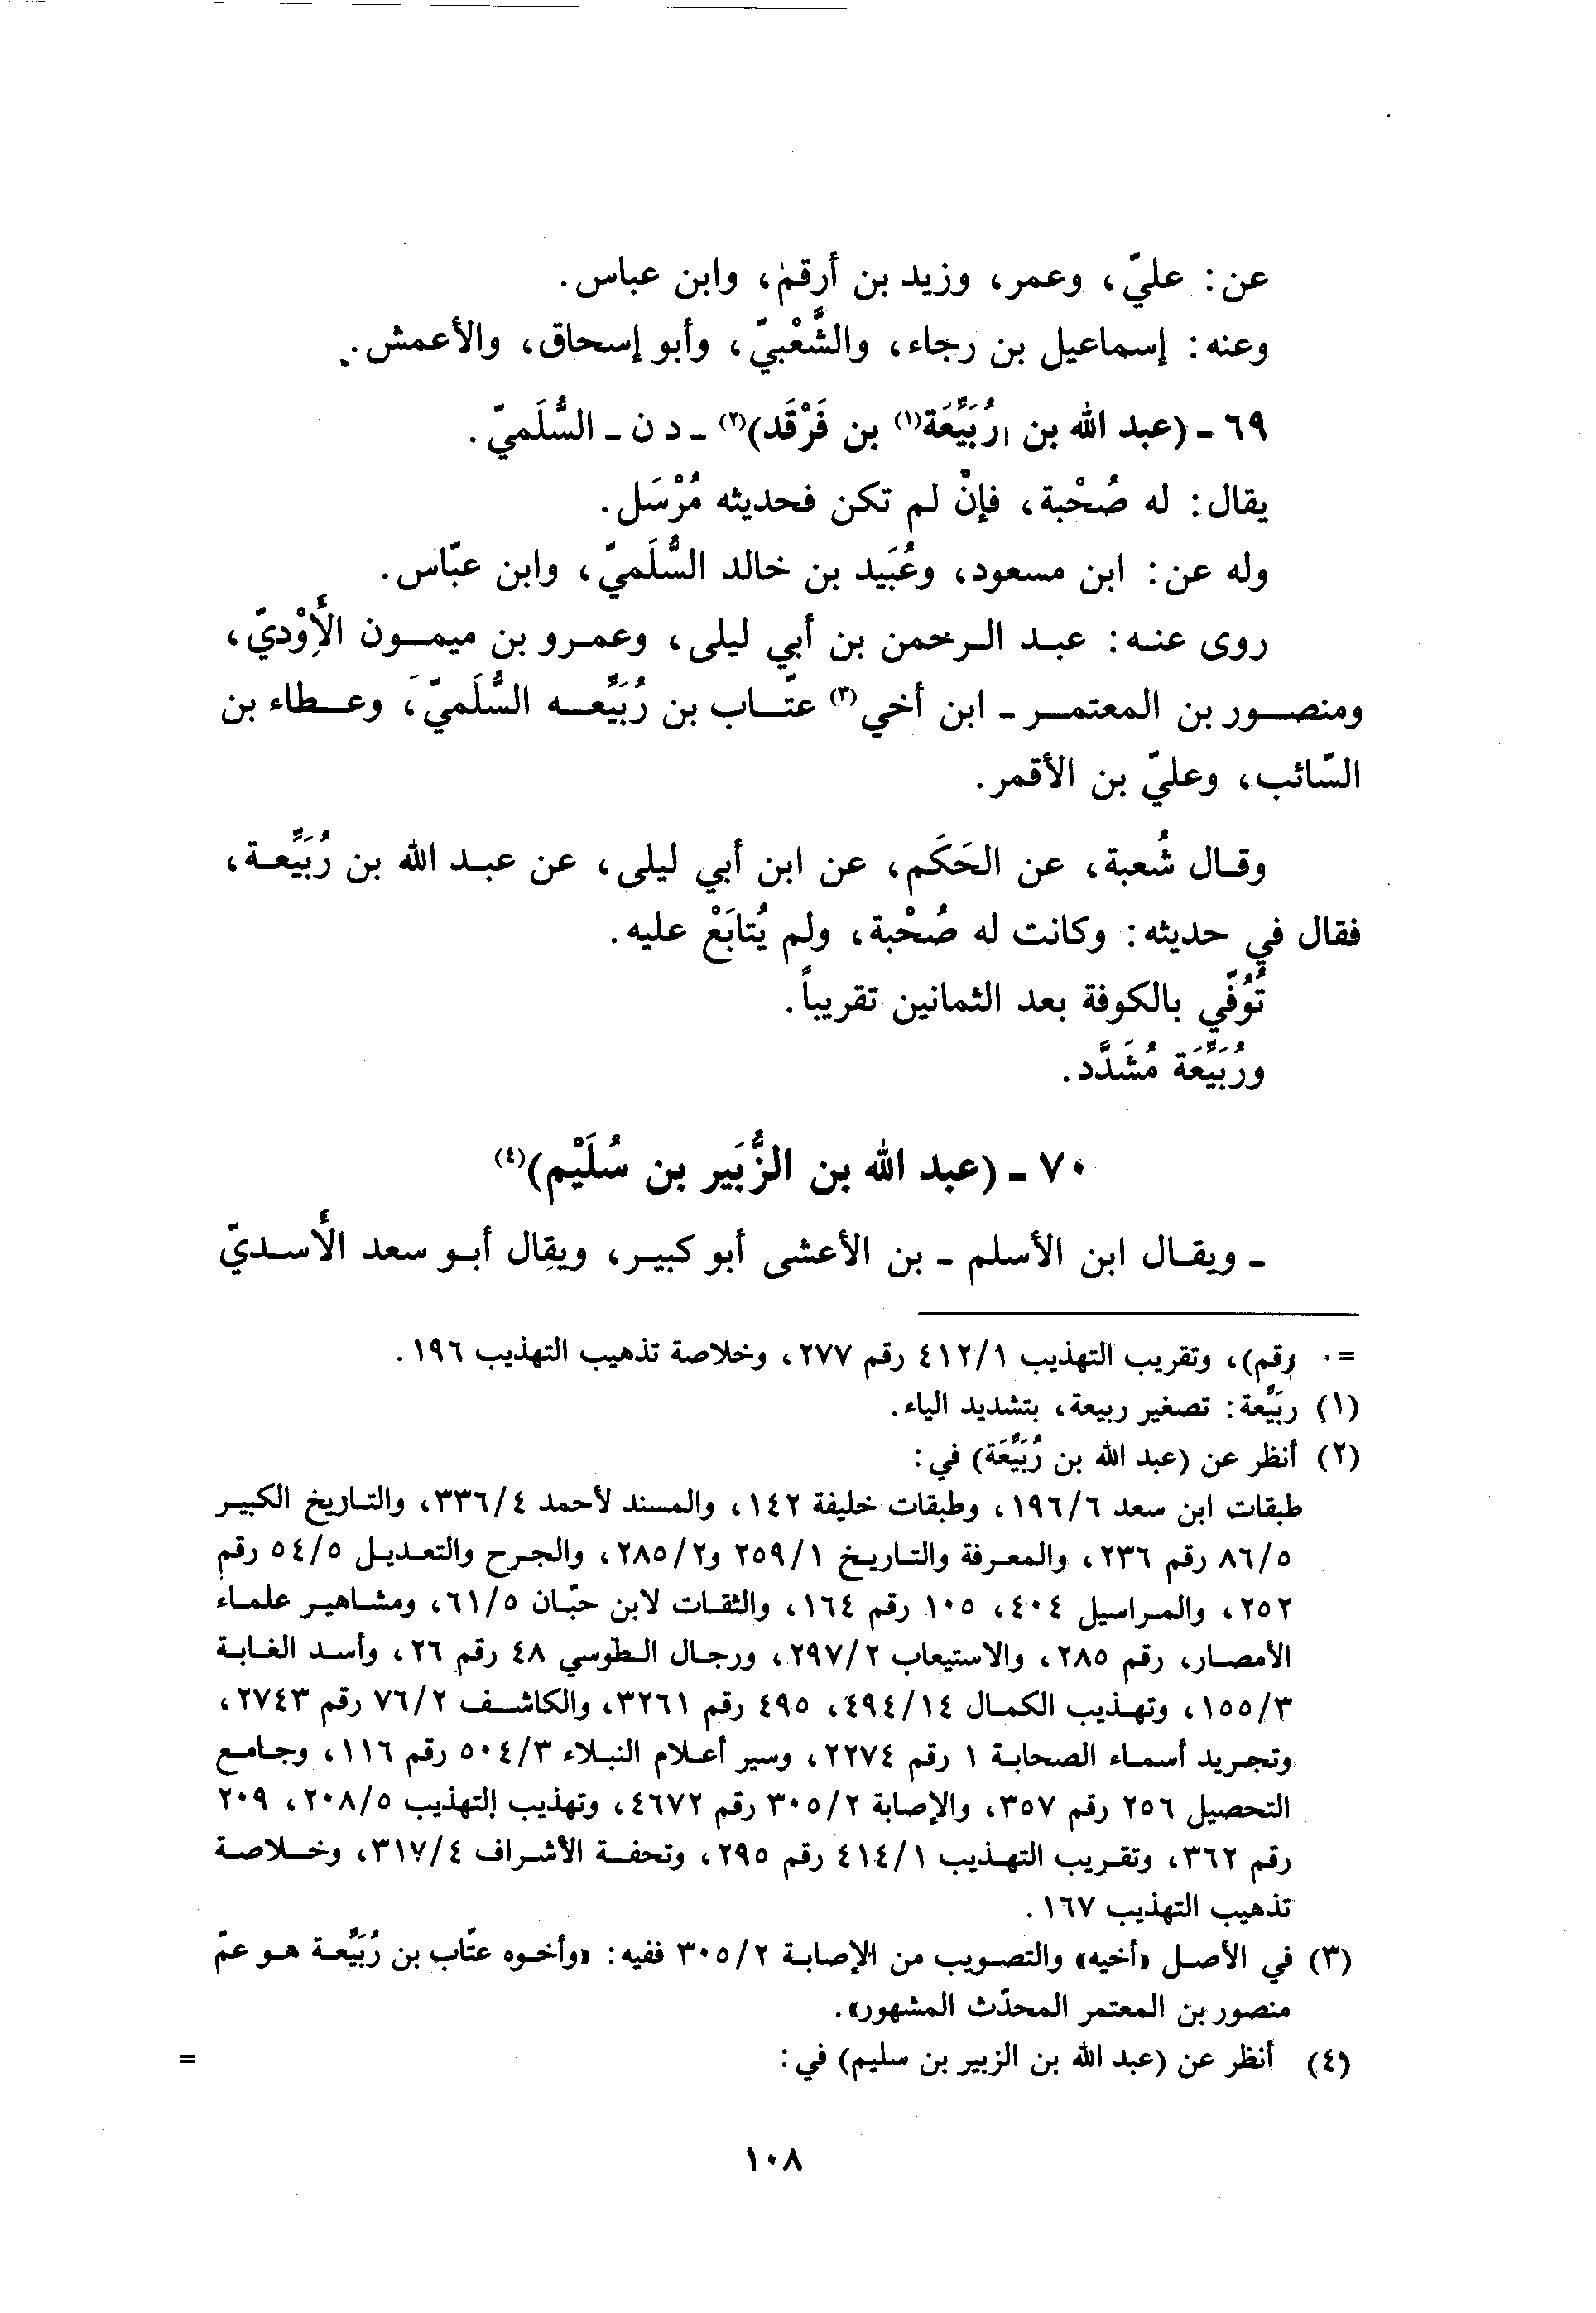 عن: عليّ، وعمر، وزيد بن أرقم، وابن عباس.
وعنه: إسماعيل بن رجاء، والشَّعْبيّ، وأبو إسحاق، والأعمش.
٦٩ - (عبد الله بن رُبَيِّعَة(١) بن فَرْقَد)(٢) - د ن - السُّلَميّ.
يقال: له صُحْبة، فإنْ لم تكن فحديثه مُرْسَل.
وله عن: ابن مسعود، وعُبَيد بن خالد السُّلَميّ، وابن عبّاس.
روى عنه: عبد الرحمن بن أبي ليلى، وعمرو بن ميمون الأَوْديّ،
ومنصور بن المعتمر - ابن أخي(٣) عتّاب بن رُبَيِّعه السُّلَميّ، وعطاء بن
السّائب، وعليّ بن الأقمر.
وقال شُعبة، عن الحَكَم، عن ابن أبي ليلى، عن عبد الله بن رُبَيِّعة،
فقال في حديثه: وكانت له صُحْبة، ولم يُتابَعْ عليه.
تُوُفّي بالكوفة بعد الثمانين تقريباً.
ورُبَيِّعَة مُشَدَّد.
٧٠ - (عبد الله بن الزُّبَير بن سُلَيْم)(٤)
- ويقال ابن الأسلم - بن الأعشى أبو كبير، ويقال أبو سعد الأَسديّ
= رقم)، وتقريب التهذيب ٤١٢/١ رقم ٢٧٧، وخلاصة تذهيب التهذيب ١٩٦.
(١) ربَيِّعة: تصغير ربيعة، بتشديد الياء.
(٢) أنظر عن (عبد الله بن رُبَيِّعَة) في:
طبقات ابن سعد ١٩٦/٦، وطبقات خليفة ١٤٢، والمسند لأحمد ٣٣٦/٤، والتاريخ الكبير
٨٦/٥ رقم ٢٣٦، والمعرفة والتاريخ ٢٥٩/١ و٢٨٥/٢، والجرح والتعديل ٥٤/٥ رقم
٢٥٢، والمراسيل ٤٠٤، ١٠٥ رقم ١٦٤، والثقات لابن حبّان ٦١/٥، ومشاهير علماء
الأمصار، رقم ٢٨٥، والاستيعاب ٢٩٧/٢، ورجال الطوسي ٤٨ رقم ٢٦، وأسد الغابة
١٥٥/٣، وتهذيب الكمال ٤٩٤/١٤، ٤٩٥ رقم ٣٢٦١، والكاشف ٧٦/٢ رقم ٢٧٤٣،
وتجريد أسماء الصحابة ١ رقم ٢٢٧٤، وسير أعلام النبلاء ٥٠٤/٣ رقم ١١٦، وجامع
التحصيل ٢٥٦ رقم ٣٥٧، والإصابة ٣٠٥/٢ رقم ٤٦٧٢، وتهذيب التهذيب ٢٠٨/٥، ٢٠٩
رقم ٣٦٢، وتقريب التهذيب ٤١٤/١ رقم ٢٩٥، وتحفة الأشراف ٣١٧/٤، وخلاصة
تذهيب التهذيب ١٦٧.
(٣) في الأصل «أخيه» والتصويب من الإصابة ٣٠٥/٢ ففيه: «وأخوه عتّاب بن رُبَيِّعة هو عمّ
منصور بن المعتمر المحدّث المشهور».
(٤) أنظر عن (عبد الله بن الزبير بن سليم) في: =
١٠٨